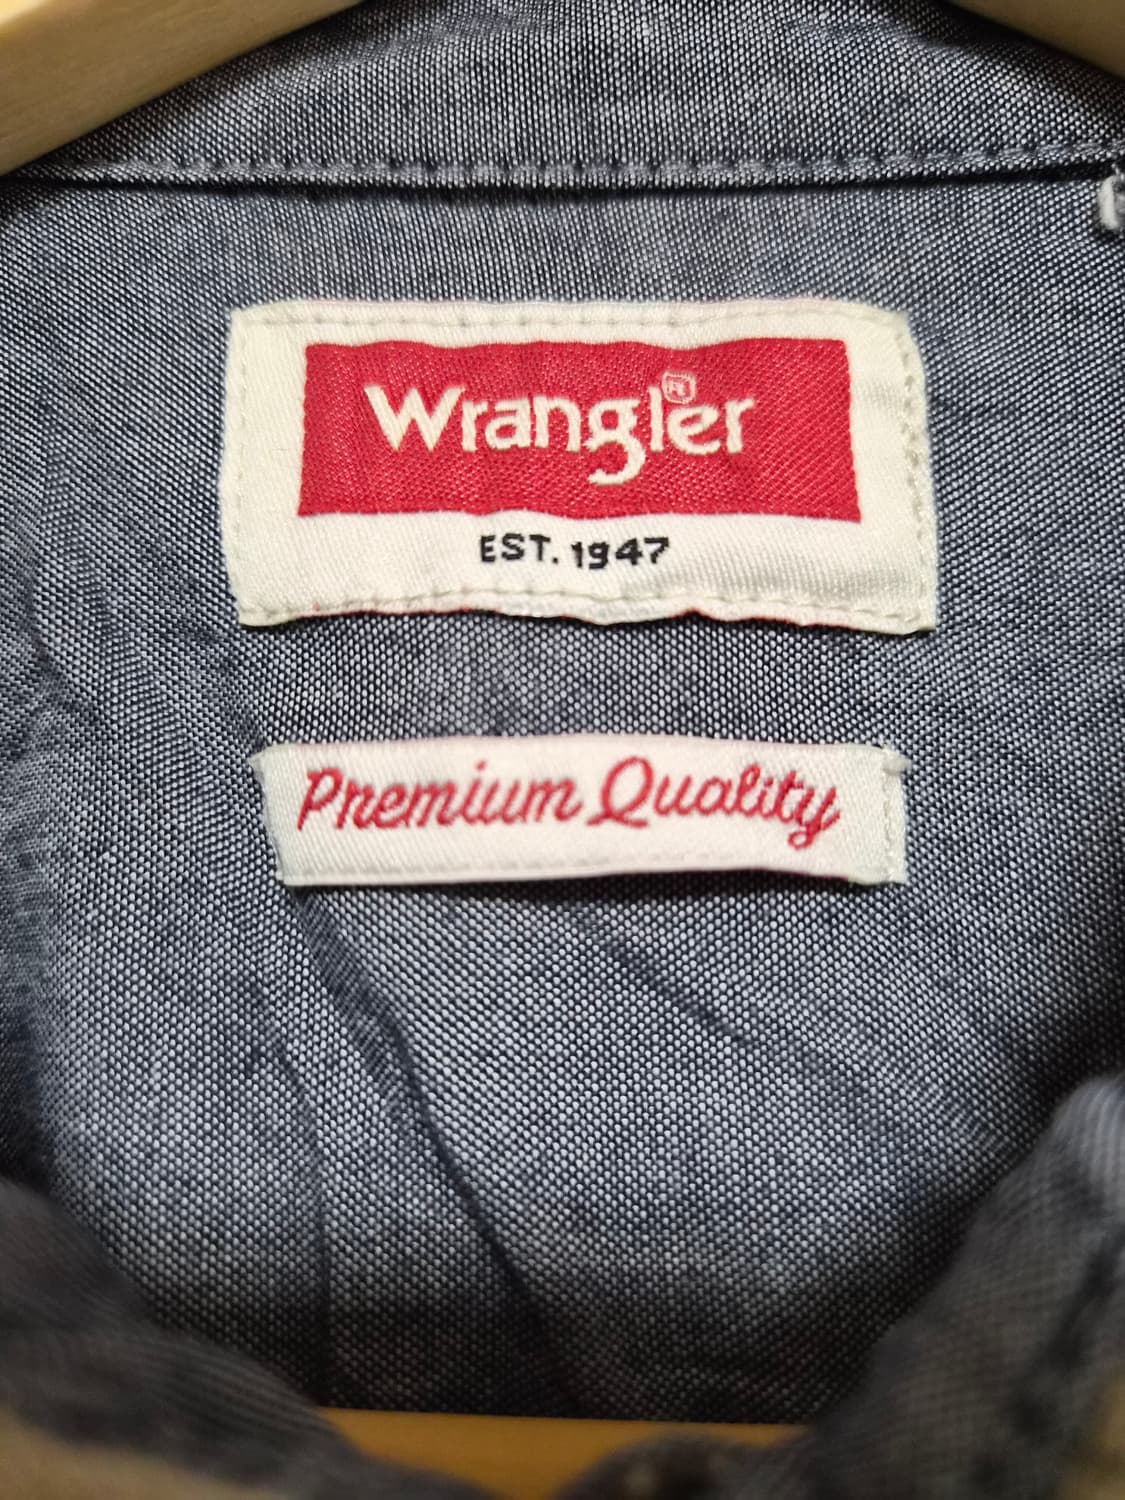 Wrangler®
EST. 1947
Premium Quality